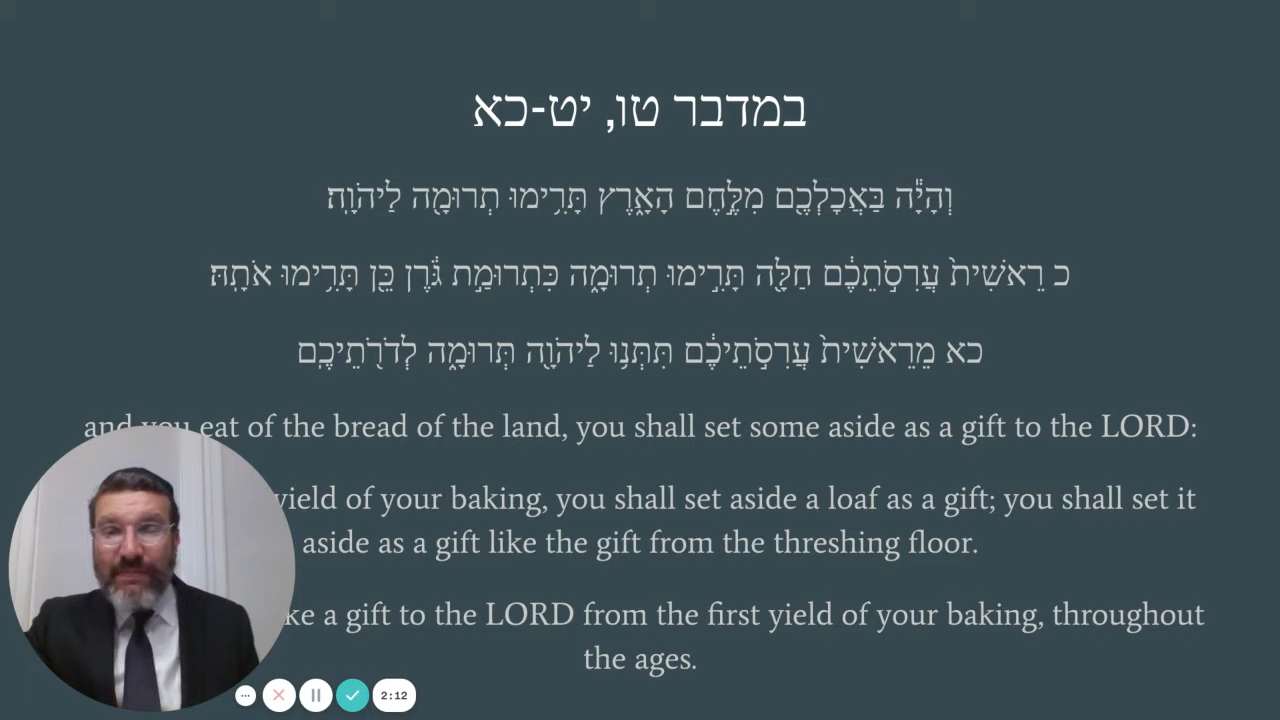 במדבר טו, יט-כא
וְהָיָ֕ה בַּאֲכָלְכֶ֖ם מִלֶּ֣חֶם הָאָ֑רֶץ תָּרִ֥ימוּ תְרוּמָ֖ה לַיהֹוָֽה׃
כ רֵאשִׁית֙ עֲרִסֹ֣תֵכֶ֔ם חַלָּ֖ה תָּרִ֣ימוּ תְרוּמָ֑ה כִּתְרוּמַ֣ת גֹּ֔רֶן כֵּ֖ן תָּרִ֥ימוּ אֹתָֽהּ׃
כא מֵרֵאשִׁית֙ עֲרִסֹ֣תֵיכֶ֔ם תִּתְּנ֥וּ לַיהֹוָ֖ה תְּרוּמָ֑ה לְדֹרֹ֖תֵיכֶֽם
and you eat of the bread of the land, you shall set some aside as a gift to the LORD:
yield of your baking, you shall set aside a loaf as a gift; you shall set it
aside as a gift like the gift from the threshing floor.
a gift to the LORD from the first yield of your baking, throughout
the ages.
2:12